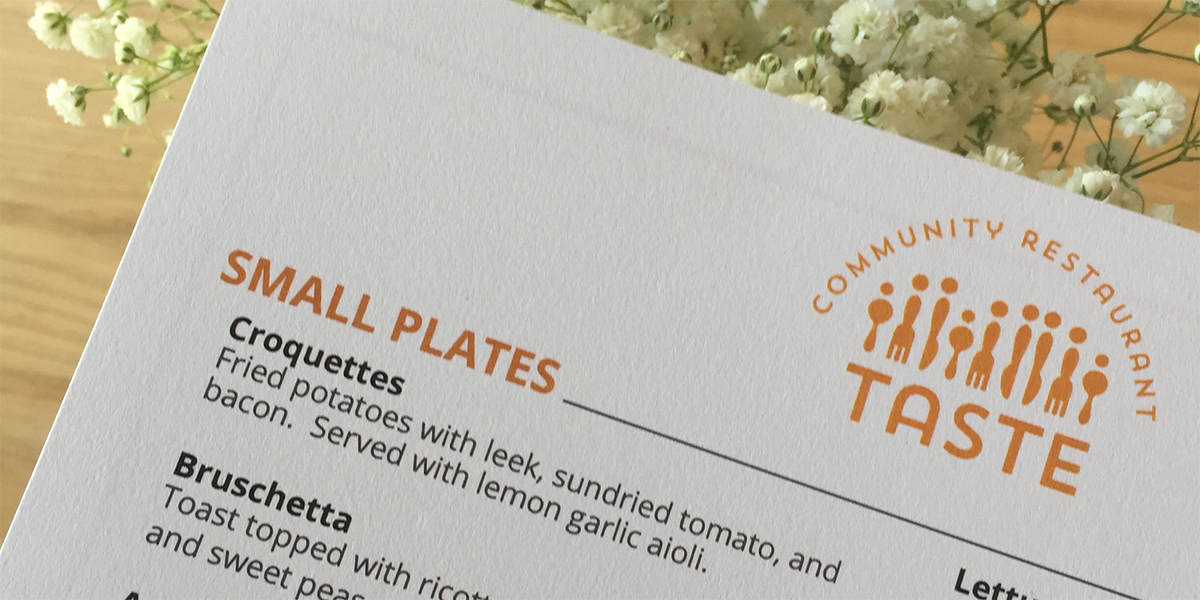 COMMUNITY RESTAURANT
TASTE
SMALL PLATES
Croquettes
Fried potatoes with leek, sundried tomato, and
bacon. Served with lemon garlic aioli.
Bruschetta
Toast topped with
and sweet